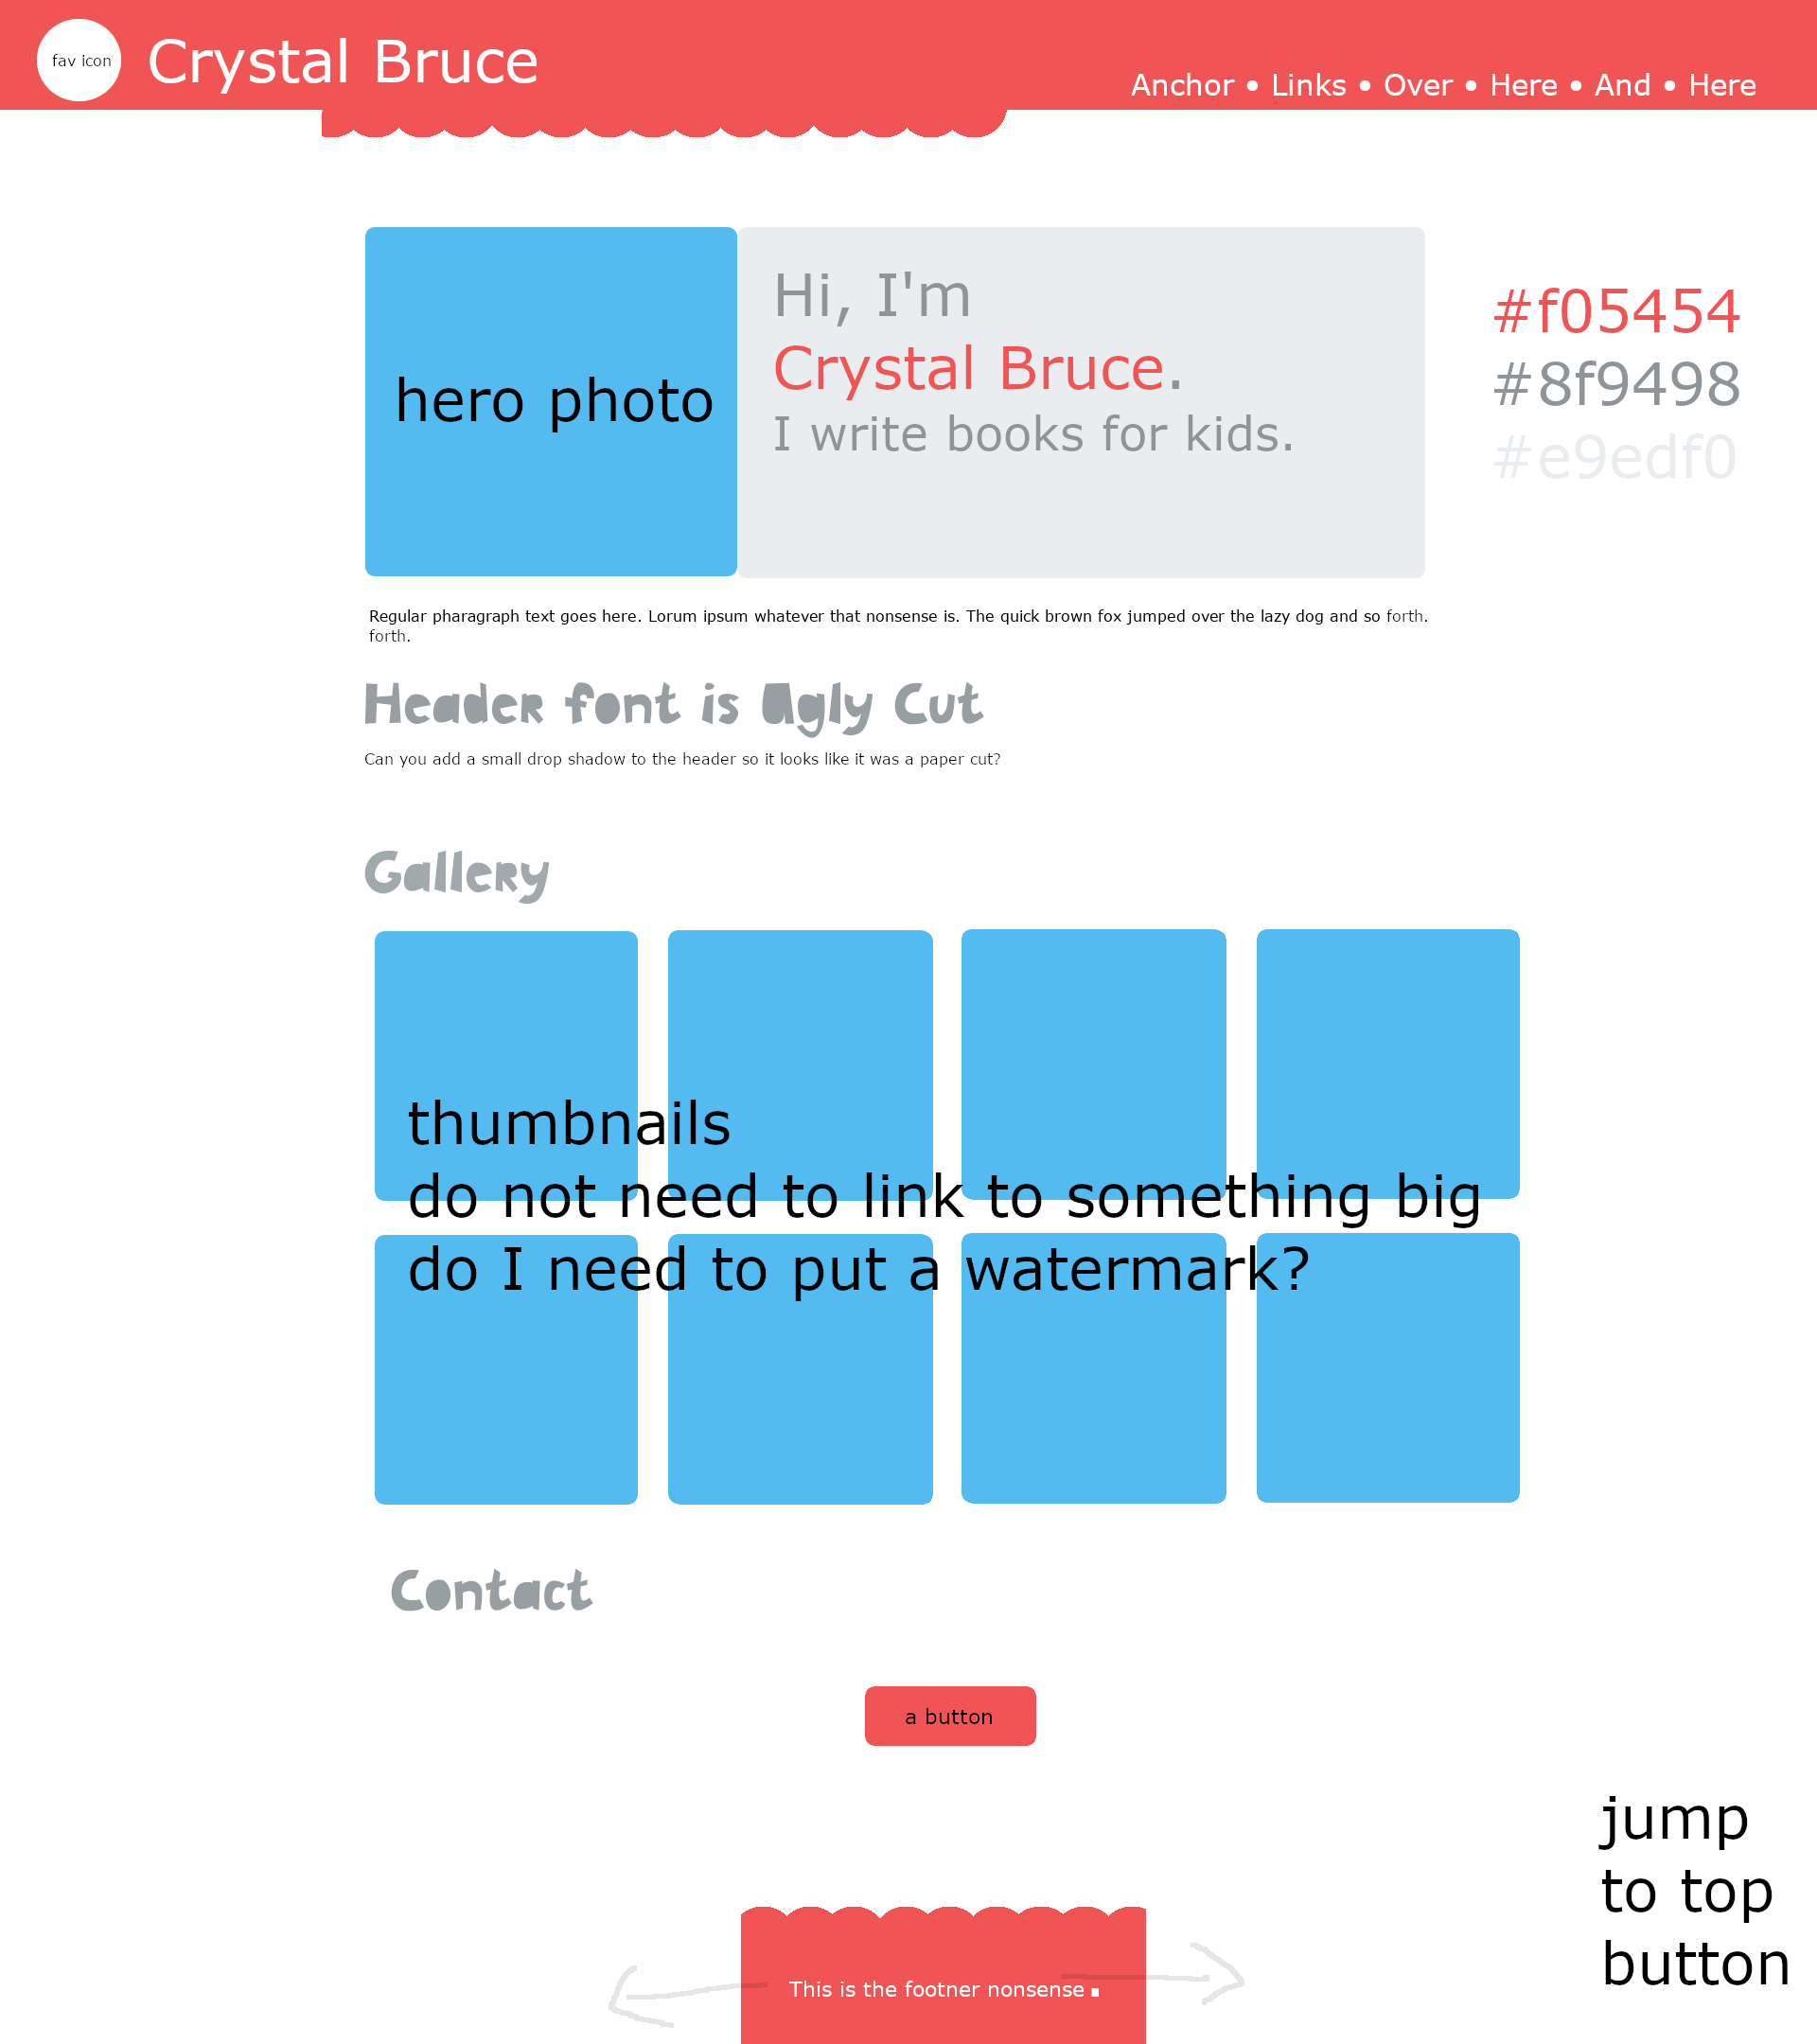 fav icon
Crystal Bruce
Anchor • Links • Over • Here • And • Here
hero photo
Hi, I'm
Crystal Bruce.
I write books for kids.
#f05454
#8f9498
#e9edf0
Regular pharagraph text goes here. Lorum ipsum whatever that nonsense is. The quick brown fox jumped over the lazy dog and so forth.
forth.
Header font is Ugly Cut
Can you add a small drop shadow to the header so it looks like it was a paper cut?
Gallery
thumbnails
do not need to link to something big
do I need to put a watermark?
Contact
a button
jump
to top
button
This is the footner nonsense.